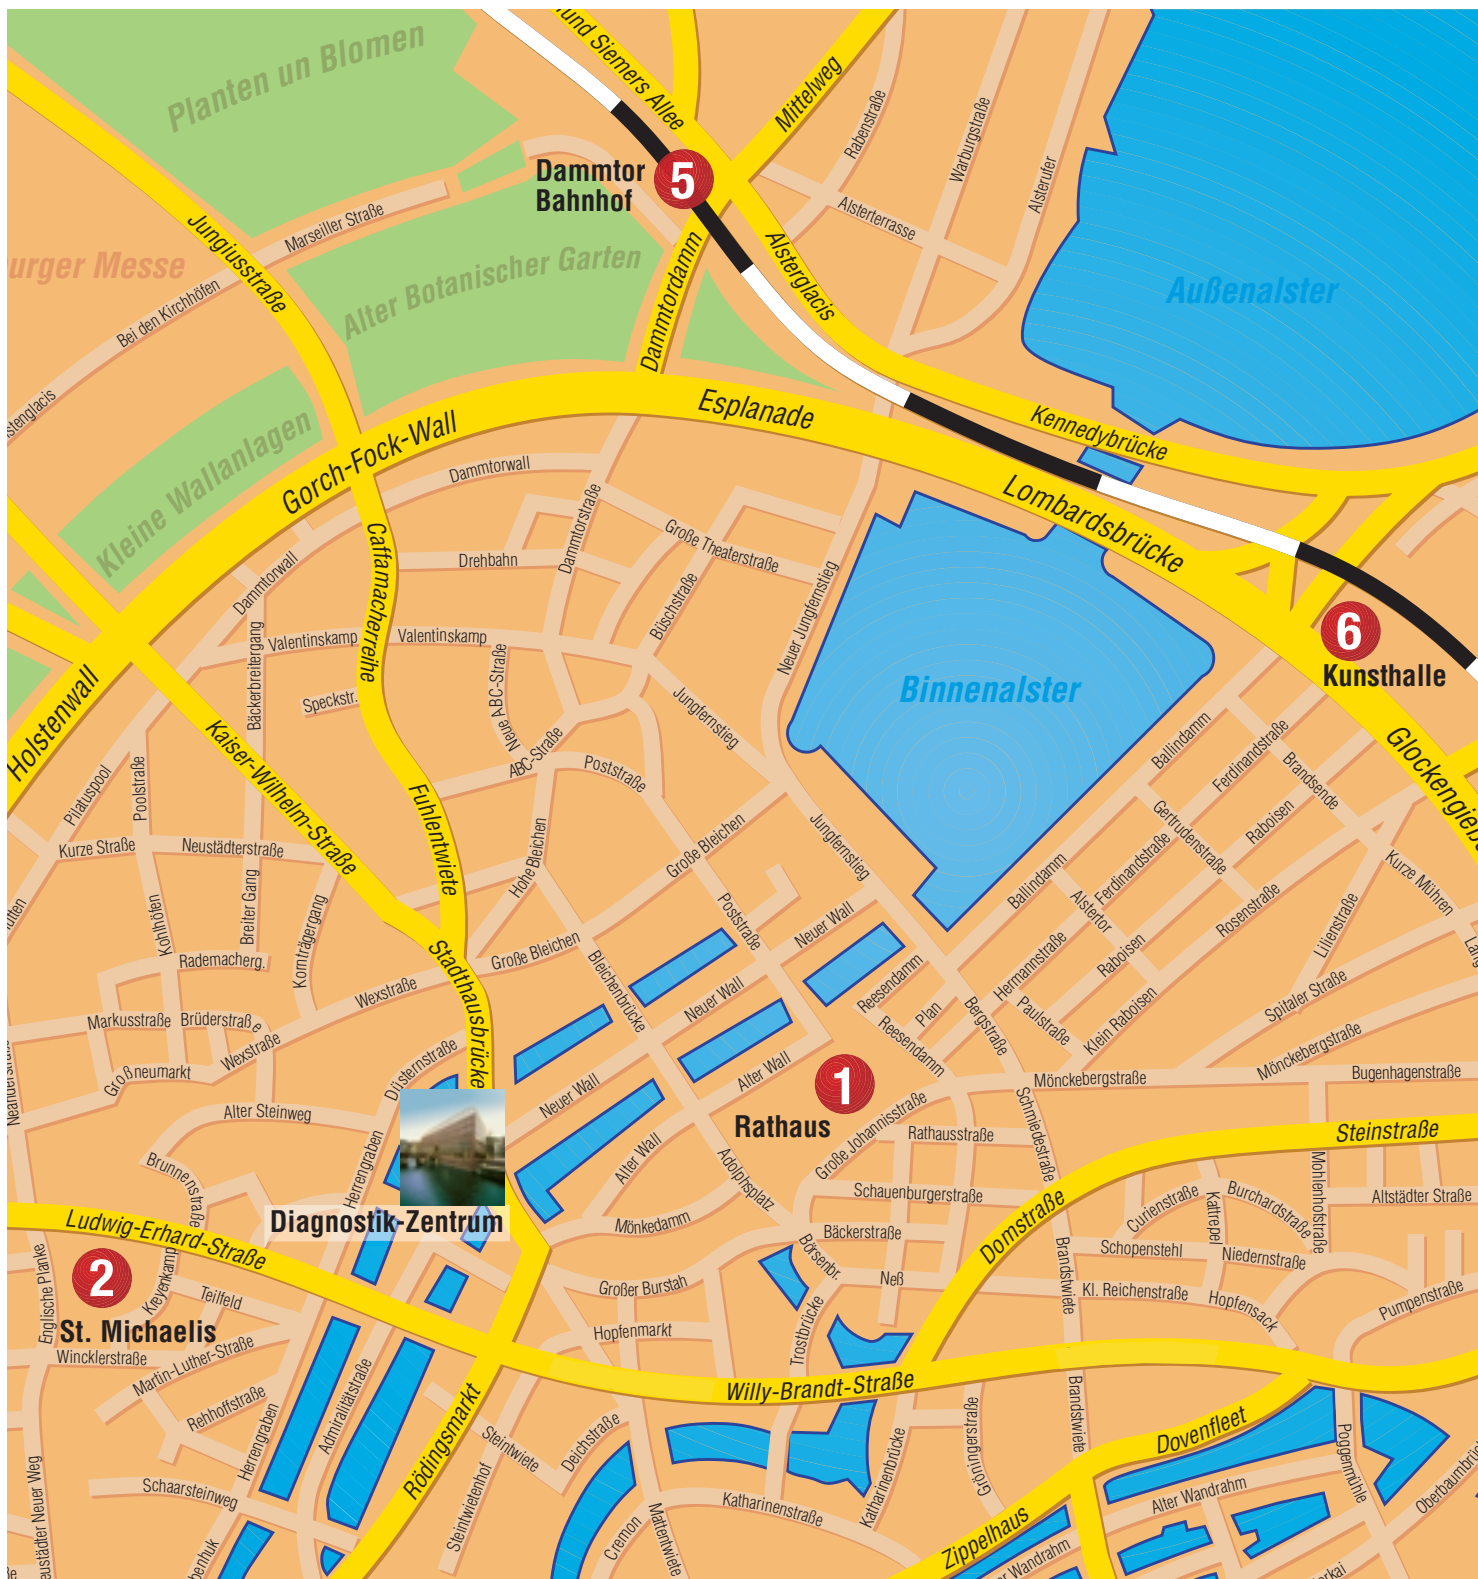 Planten un Blomen
Siemers Allee
Mittelweg
Rabenstraße
Warburgstraße
Alsterufer
Dammtor
Bahnhof
5
Alsterterrasse
Marseiller Straße
Jungiusstraße
urger Messe
Alter Botanischer Garten
Dammtordamm
Alsterglacis
Außenalster
Bei den Kirchhöfen
Esplanade
Kennedybrücke
Gorch-Fock-Wall
Kleine Wallanlagen
Dammtorwall
Lombardsbrücke
Dammtorstraße
Große Theaterstraße
Drehbahn
Caffamacherreihe
Dammtorwall
Büschstraße
Neuer Jungfernstieg
Bäckerbreitergang
Valentinskamp
Valentinskamp
6
Kunsthalle
Neue ABC-Straße
Binnenalster
Holstenwall
Speckstr.
Jungfernstieg
Kaiser-Wilhelm-Straße
ABC-Straße
Poststraße
Ballindamm
Ferdinandstraße
Brandsende
Pilatuspool
Poolstraße
Fuhlentwiete
Gertrudenstraße
Raboisen
Kurze Straße
Neustädterstraße
Hohe Bleichen
Große Bleichen
Jungfernstieg
Ballindamm
Ferdinandstraße
Alstertor
Rosenstraße
Kurze Mühren
Lilienstraße
Kohlhöfen
Breiter Gang
Kornträgergang
Rademacherg.
Stadthausbrücke
Große Bleichen
Bleichenbrücke
Poststraße
Neuer Wall
Hermannstraße
Raboisen
Wexstraße
Neuer Wall
Reesendamm
Plan
Bergstraße
Paulstraße
Klein Raboisen
Spitaler Straße
Markusstraße
Brüderstraße
Wexstraße
Großneumarkt
Düsternstraße
Neuer Wall
Alter Wall
Reesendamm
1
Rathaus
Mönckebergstraße
Mönckebergstraße
Bugenhagenstraße
Alter Steinweg
Große Johannisstraße
Rathausstraße
Schmiedestraße
Steinstraße
Brunnenstraße
Herrengraben
Alter Wall
Adolphsplatz
Schauenburgerstraße
Domstraße
Curienstraße
Kattrepel
Burchardstraße
Mohlenhofstraße
Altstädter Straße
Ludwig-Erhard-Straße
Diagnostik-Zentrum
Mönkedamm
Bäckerstraße
Börsenbr.
Schopenstehl
Niedernstraße
Brandstwiete
2
St. Michaelis
Englische Planke
Kreyenkamp
Teilfeld
Großer Burstah
Neß
Kl. Reichenstraße
Hopfensack
Pumpenstraße
Hopfenmarkt
Trostbrücke
Wincklerstraße
Martin-Luther-Straße
Willy-Brandt-Straße
Rehhoffstraße
Admiralitätstraße
Herrengraben
Rödingsmarkt
Steintwiete
Deichstraße
Katharinenbrücke
Gröningerstraße
Brandstwiete
Dovenfleet
Poggenmühle
Schaarsteinweg
Steintwietenhof
Katharinenstraße
Cremon
Mattentwiete
Zippelhaus
Alter Wandrahm